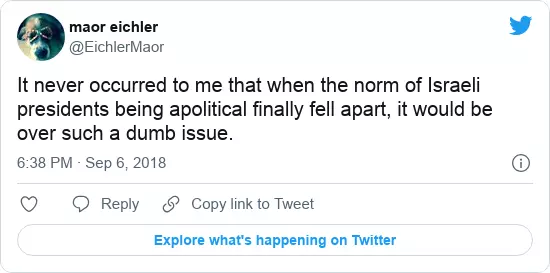 maor eichler
@EichlerMaor
It never occurred to me that when the norm of Israeli
presidents being apolitical finally fell apart, it would be
over such a dumb issue.
6:38 PM · Sep 6, 2018
Reply
Copy link to Tweet
Explore what's happening on Twitter